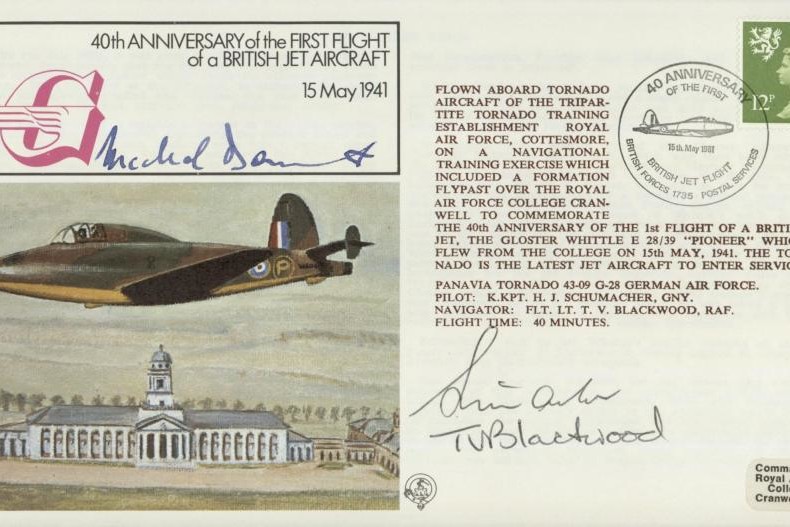 40th ANNIVERSARY of the FIRST FLIGHT
of a BRITISH JET AIRCRAFT
15 May 1941
G
FLOWN ABOARD TORNADO
AIRCRAFT OF THE TRIPAR-
TITE TORNADO TRAINING
ESTABLISHMENT ROYAL
AIR FORCE, COTTESMORE,
ON A NAVIGATIONAL
TRAINING EXERCISE WHICH
INCLUDED A FORMATION
FLYPAST OVER THE ROYAL
AIR FORCE COLLEGE CRAN-
WELL TO COMMEMORATE
THE 40th ANNIVERSARY OF THE 1st FLIGHT OF A BRITI
JET, THE GLOSTER WHITTLE E 28/39 "PIONEER" WHIC
FLEW FROM THE COLLEGE ON 15th MAY, 1941. THE TO
NADO IS THE LATEST JET AIRCRAFT TO ENTER SERVIC
PANAVIA TORNADO 43-09 G-28 GERMAN AIR FORCE.
PILOT: K.KPT. H. J. SCHUMACHER, GNY.
NAVIGATOR: FLT. LT. T. V. BLACKWOOD, RAF.
FLIGHT TIME: 40 MINUTES.
40 ANNIVERSARY
OF THE FIRST
15th May 1981
BRITISH JET FLIGHT
BRITISH FORCES 1735 POSTAL SERVICES
12P
P
TVBlackwood
Comma
Royal A
Colle
Cranwe